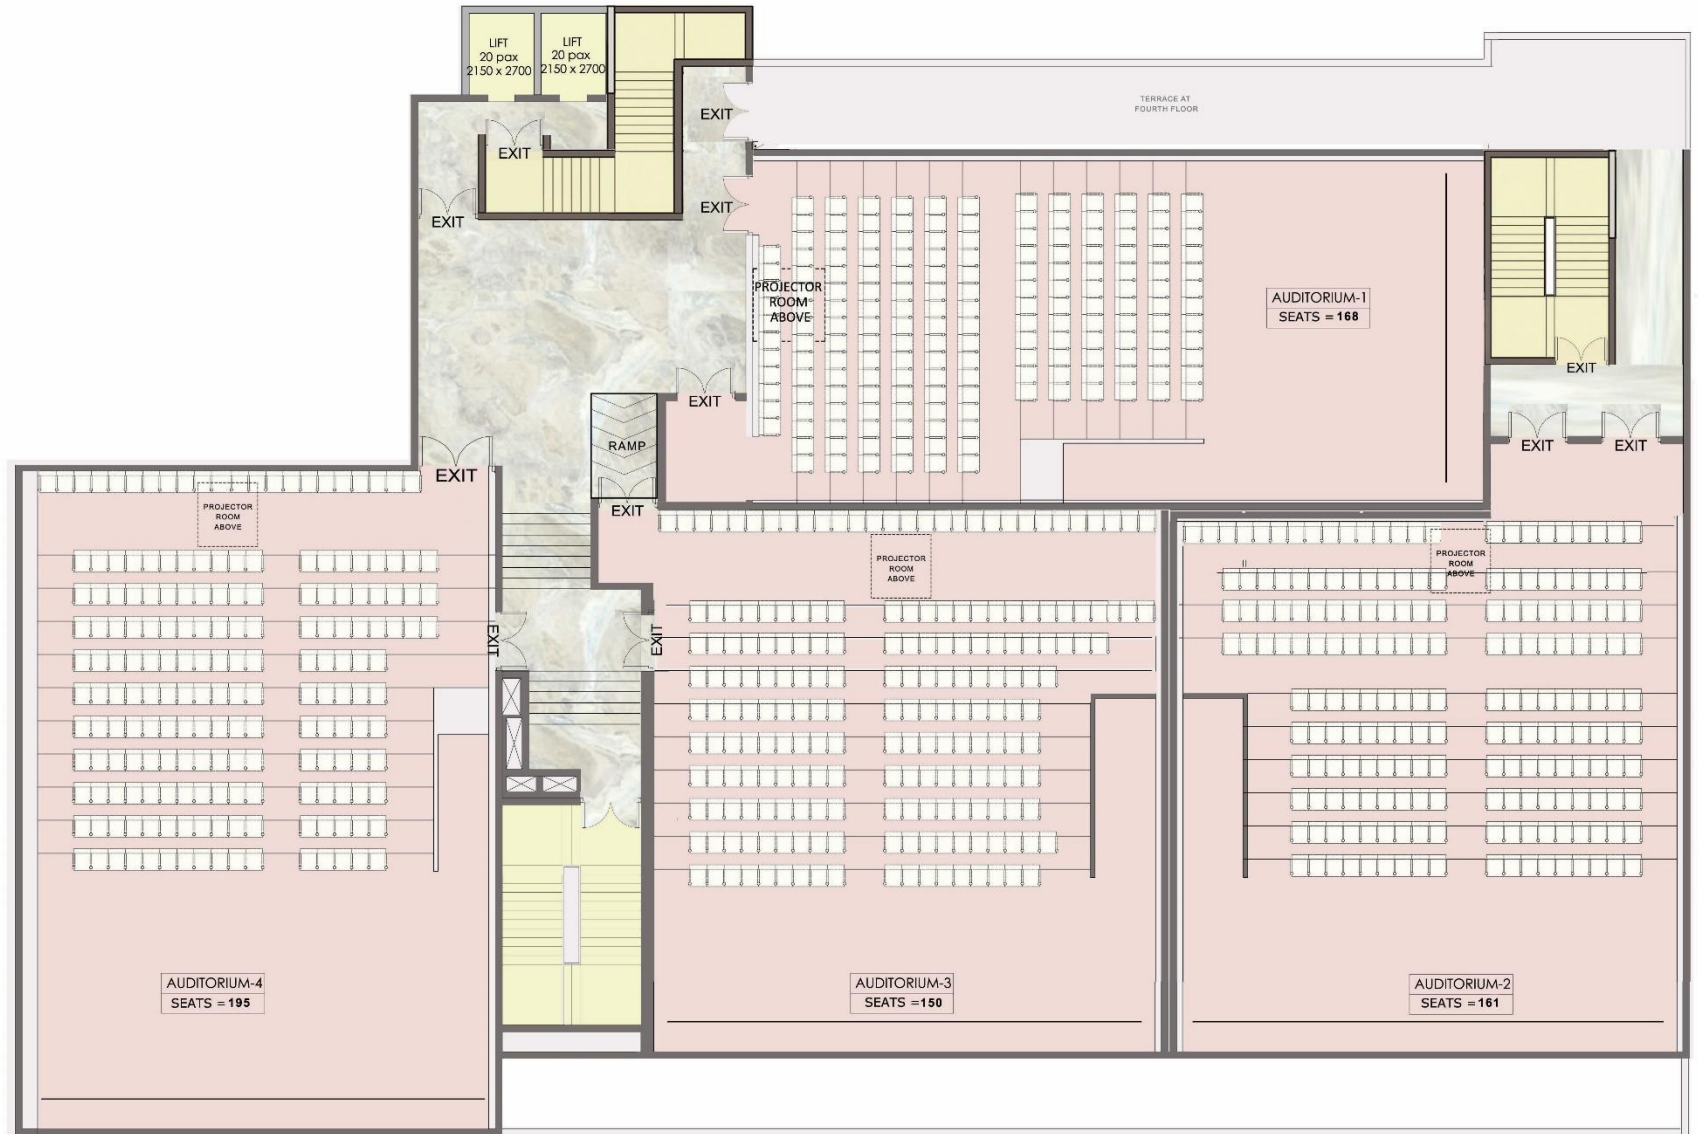 LIFT
20 pax
2150 x 2700
LIFT
20 pax
2150 x 2700
EXIT
TERRACE AT
FOURTH FLOOR
EXIT
EXIT
EXIT
PROJECTOR
ROOM
ABOVE
AUDITORIUM-1
SEATS = 168
EXIT
EXIT
RAMP
EXIT
EXIT
EXIT
EXIT
PROJECTOR
ROOM
ABOVE
PROJECTOR
ROOM
ABOVE
PROJECTOR
ROOM
ABOVE
EXIT
EXIT
AUDITORIUM-4
SEATS = 195
AUDITORIUM-3
SEATS =150
AUDITORIUM-2
SEATS =161